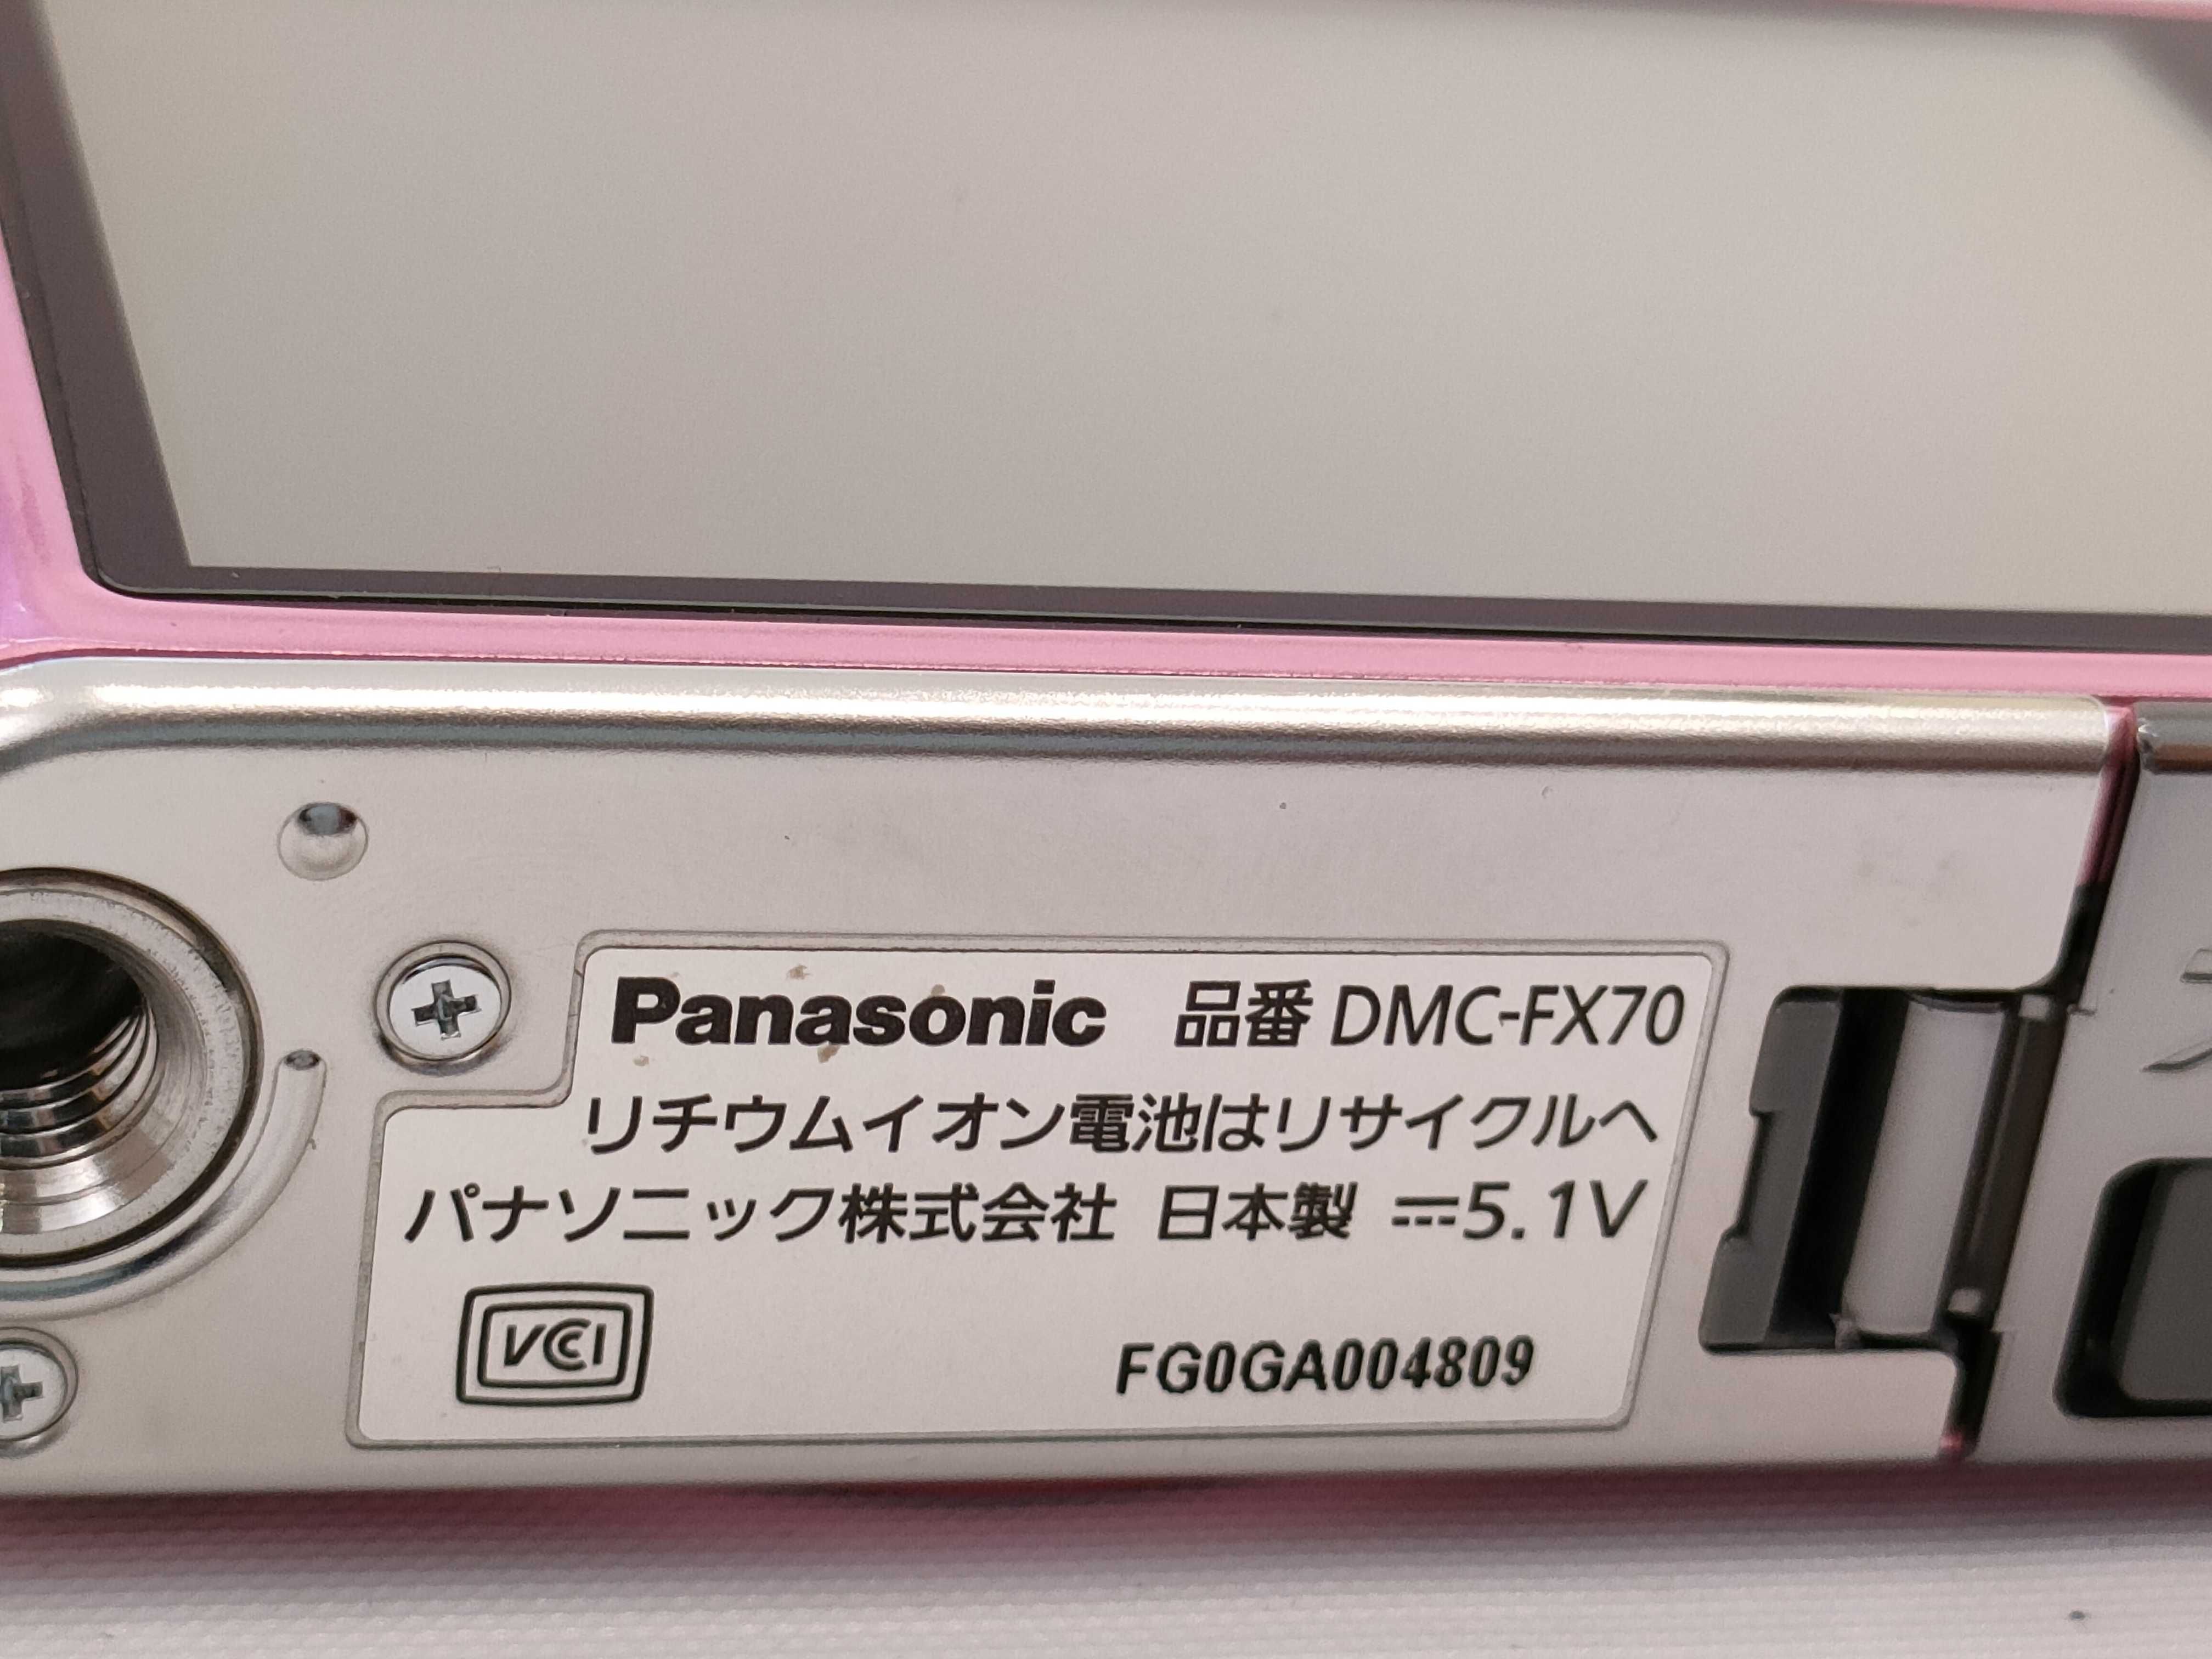 Panasonic 品番 DMC-FX70
リチウムイオン電池はリサイクルへ
パナソニック株式会社 日本製 ⎓5.1V
VCCI
FG0GA004809